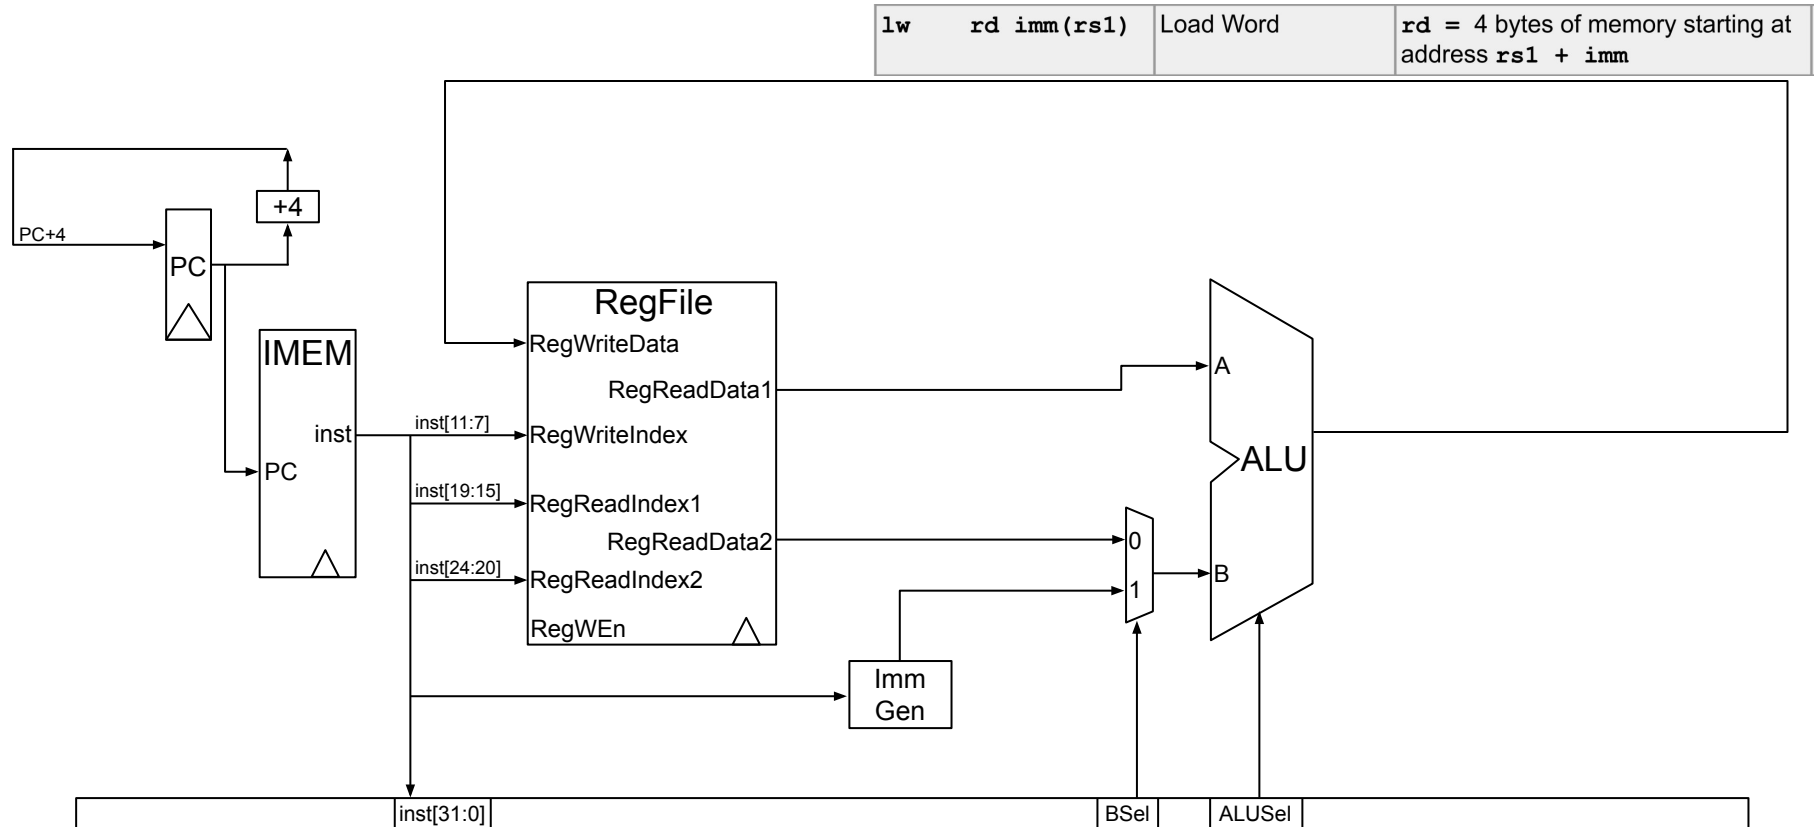 lw rd imm(rs1) Load Word rd = 4 bytes of memory starting at
address rs1 + imm
+4
PC+4
PC
RegFile
IMEM
RegWriteData
A
RegReadData1
inst
inst[11:7]
RegWriteIndex
ALU
PC
inst[19:15]
RegReadIndex1
RegReadData2
0
inst[24:20]
RegReadIndex2
B
1
RegWEn
Imm
Gen
inst[31:0]
BSel
ALUSel